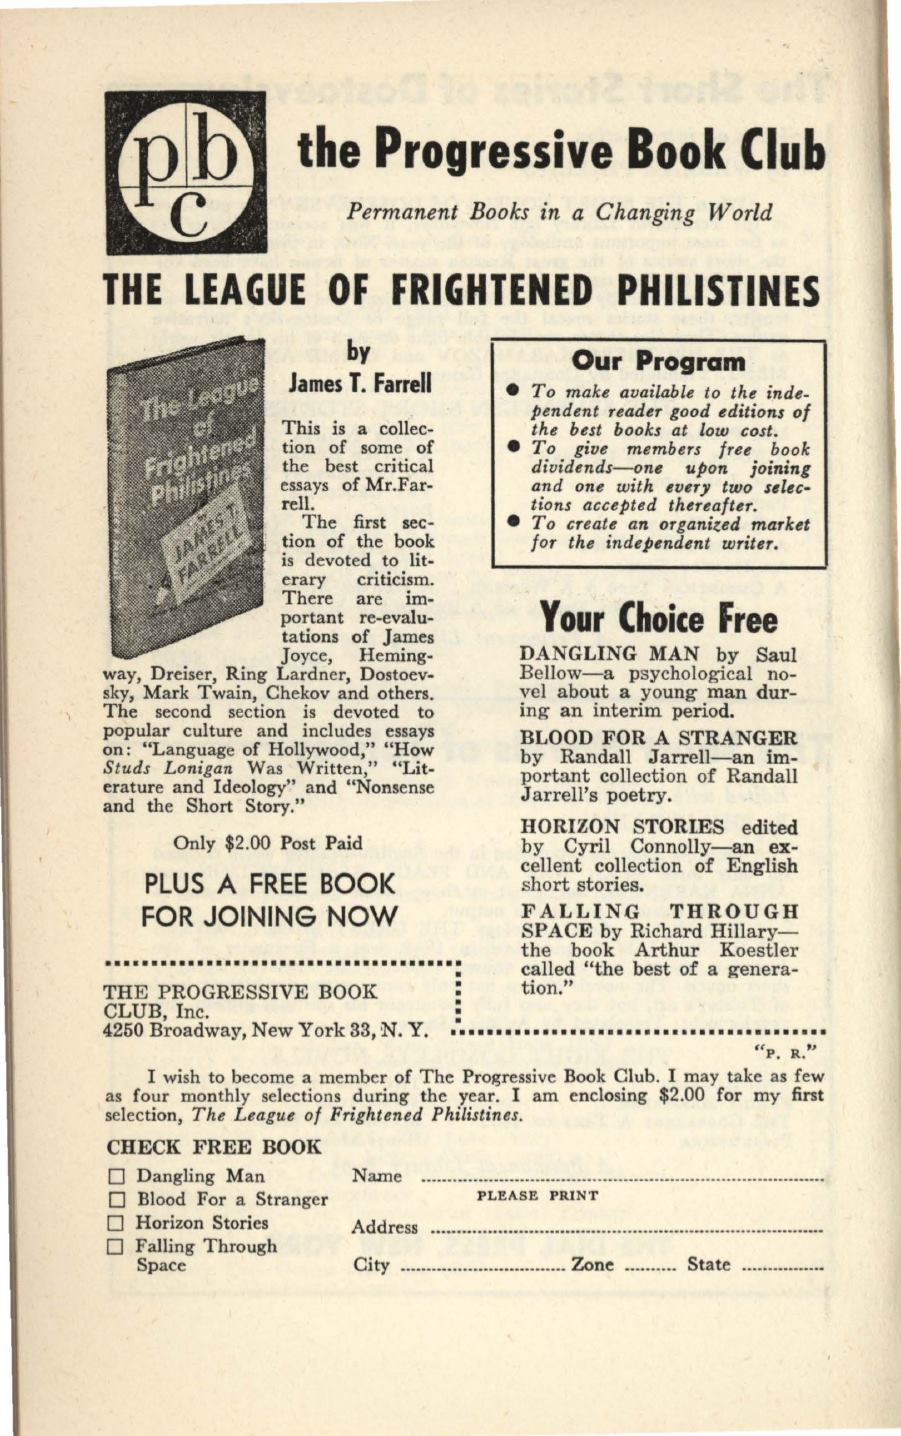 pbc
the Progressive Book Club
Permanent Books in a Changing World
THE LEAGUE OF FRIGHTENED PHILISTINES
The League
of
Frightened
Philistines
JAMES T.
FARRELL
by
James T. Farrell
This is a collec-
tion of some of
the best critical
essays of Mr.Far-
rell.
The first sec-
tion of the book
is devoted to lit-
erary criticism.
There are im-
portant re-evalu-
tations of James
Joyce, Heming-
way, Dreiser, Ring Lardner, Dostoev-
sky, Mark Twain, Chekov and others.
The second section is devoted to
popular culture and includes essays
on: “Language of Hollywood,” “How
Studs Lonigan Was Written,” “Lit-
erature and Ideology” and “Nonsense
and the Short Story.”
Only $2.00 Post Paid
PLUS A FREE BOOK
FOR JOINING NOW
Our Program
● To make available to the inde-
pendent reader good editions of
the best books at low cost.
● To give members free book
dividends—one upon joining
and one with every two selec-
tions accepted thereafter.
● To create an organized market
for the independent writer.
Your Choice Free
DANGLING MAN by Saul
Bellow—a psychological no-
vel about a young man dur-
ing an interim period.
BLOOD FOR A STRANGER
by Randall Jarrell—an im-
portant collection of Randall
Jarrell's poetry.
HORIZON STORIES edited
by Cyril Connolly—an ex-
cellent collection of English
short stories.
FALLING THROUGH
SPACE by Richard Hillary—
the book Arthur Koestler
called “the best of a genera-
tion.”
THE PROGRESSIVE BOOK
CLUB, Inc.
4250 Broadway, New York 33, N. Y.
“P. R.”
I wish to become a member of The Progressive Book Club. I may take as few
as four monthly selections during the year. I am enclosing $2.00 for my first
selection, The League of Frightened Philistines.
CHECK FREE BOOK
☐ Dangling Man
☐ Blood For a Stranger
☐ Horizon Stories
☐ Falling Through
Space
Name
PLEASE PRINT
Address
City Zone State